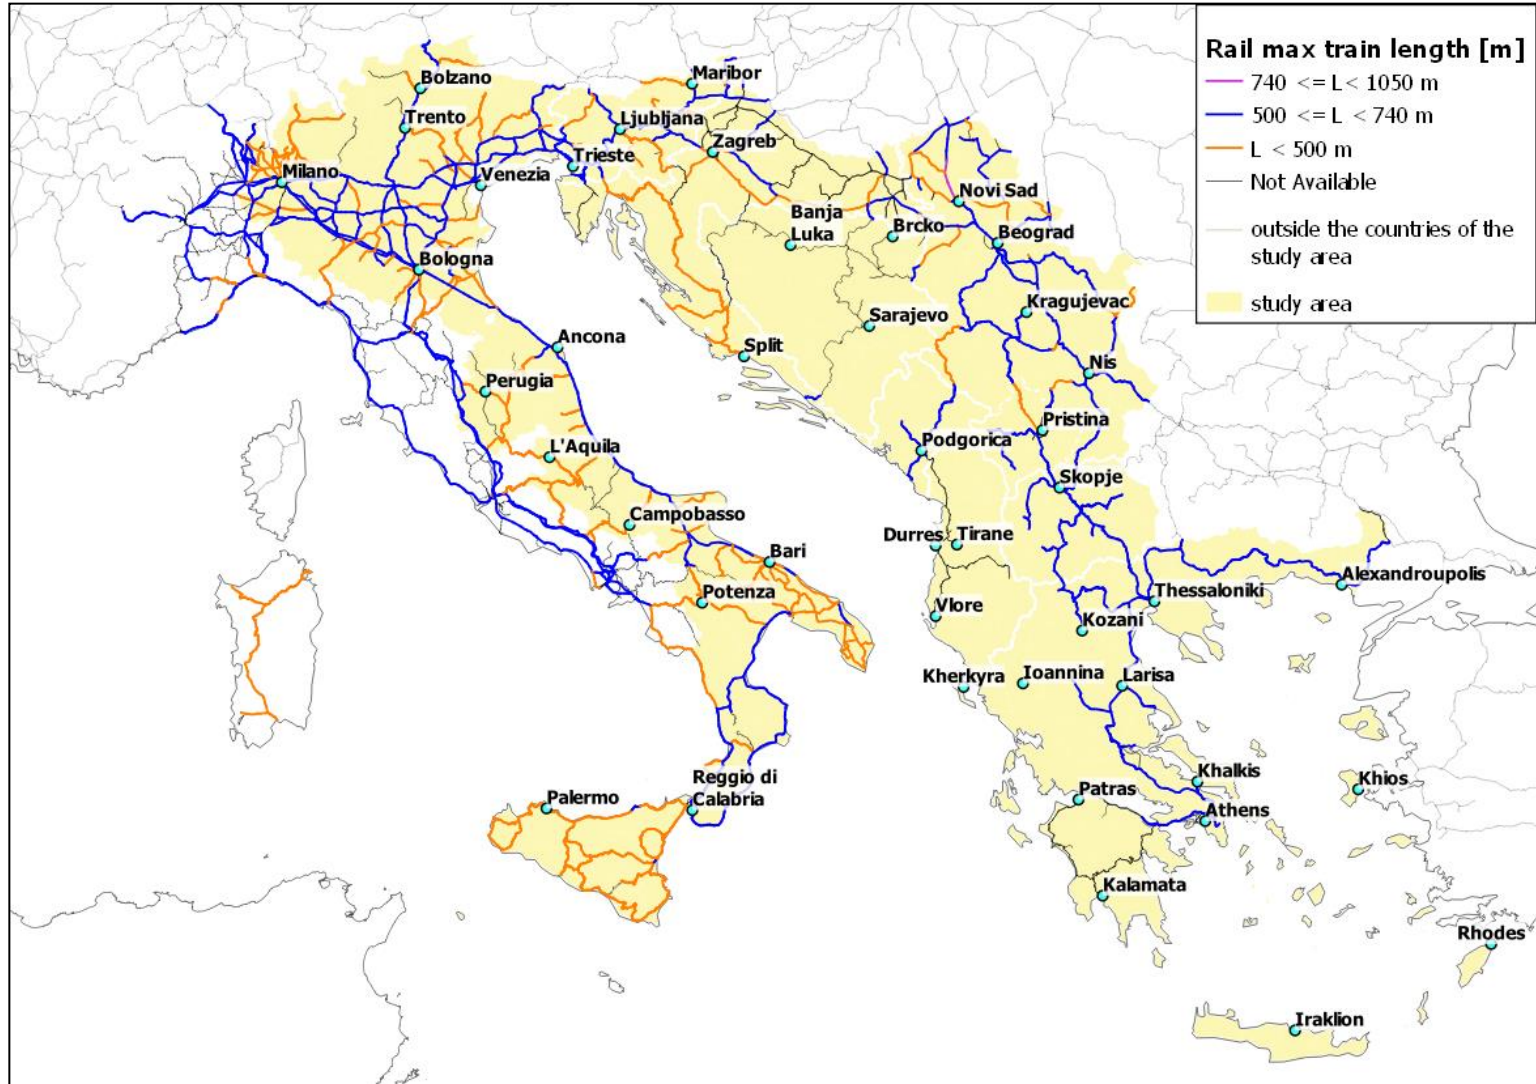 Rail max train length [m]
740 <= L< 1050 m
500 <= L < 740 m
L < 500 m
Not Available
outside the countries of the
study area
study area
Bolzano
Maribor
Trento
Ljubljana
Zagreb
Trieste
Milano
Venezia
Novi Sad
Banja
Luka
Brcko
Beograd
Bologna
Kragujevac
Sarajevo
Ancona
Split
Nis
Perugia
Pristina
Podgorica
L'Aquila
Skopje
Campobasso
Durres
Tirane
Bari
Alexandroupolis
Potenza
Thessaloniki
Vlore
Kozani
Kherkyra
Ioannina
Larisa
Reggio di
Calabria
Khalkis
Khios
Palermo
Patras
Athens
Kalamata
Rhodes
Iraklion